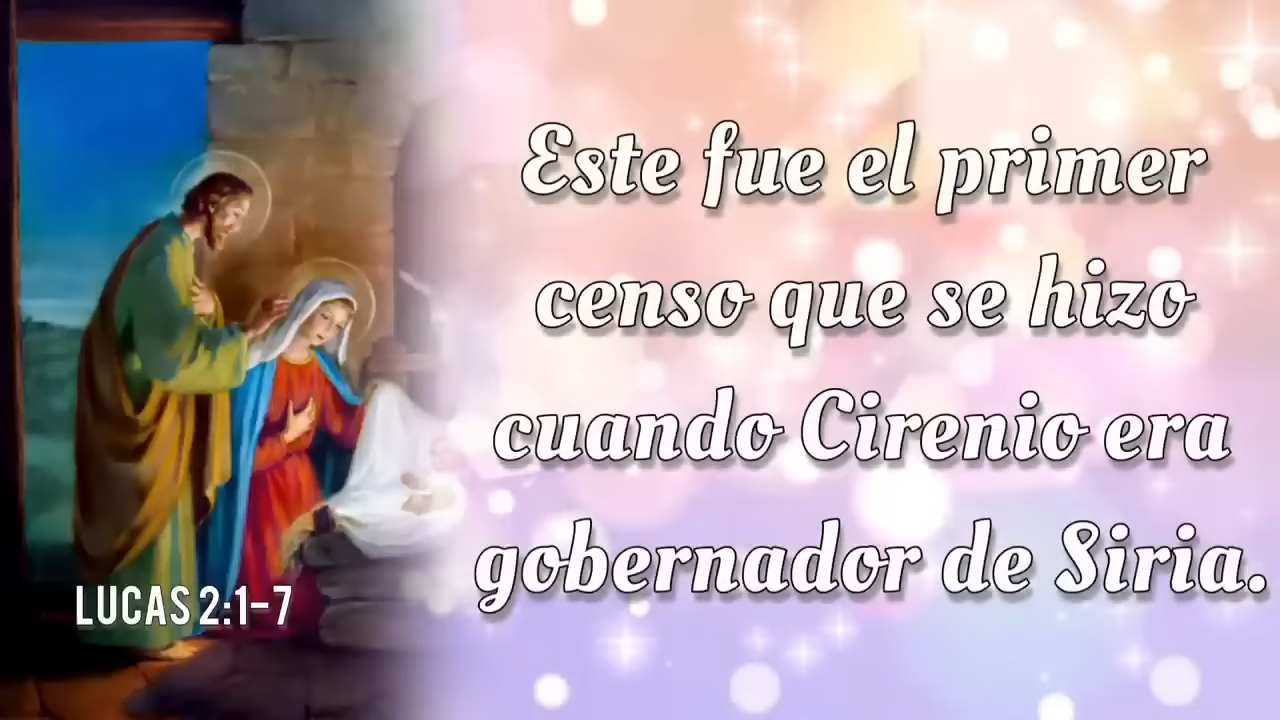 Este fue el primer
censo que se hizo
cuando Cirenio era
gobernador de Siria.
LUCAS 2:1-7